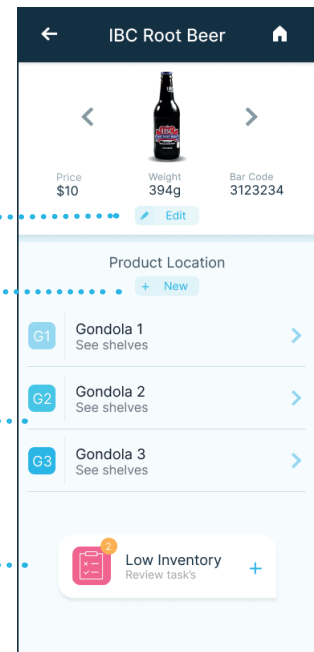 IBC Root Beer
IBC
Price Weight Bar Code
$10 394g 3123234
Edit
Product Location
+ New
G1 Gondola 1
See shelves
G2 Gondola 2
See shelves
G3 Gondola 3
See shelves
2
Low Inventory +
Review task's